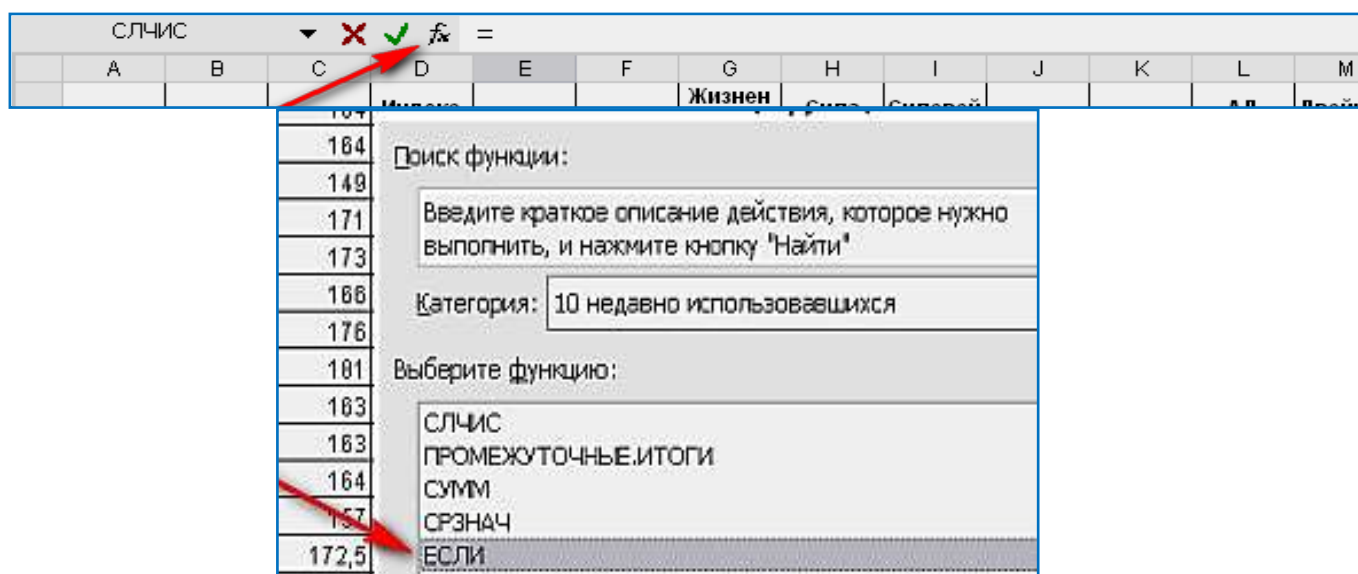 СЛЧИС fx =
A B C D E F G H I J K L M
Жизнен
164
149
171
173
166
176
181
163
163
164
157
172,5
Поиск функции:
Введите краткое описание действия, которое нужно
выполнить, и нажмите кнопку "Найти"
Категория: 10 недавно использовавшихся
Выберите функцию:
СЛЧИС
ПРОМЕЖУТОЧНЫЕ.ИТОГИ
СУММ
СРЗНАЧ
ЕСЛИ